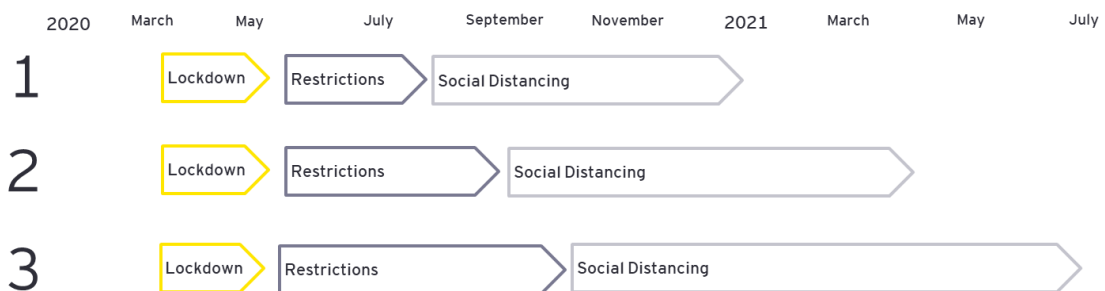 2020 March May July September November 2021 March May July
1 Lockdown Restrictions Social Distancing
2 Lockdown Restrictions Social Distancing
3 Lockdown Restrictions Social Distancing